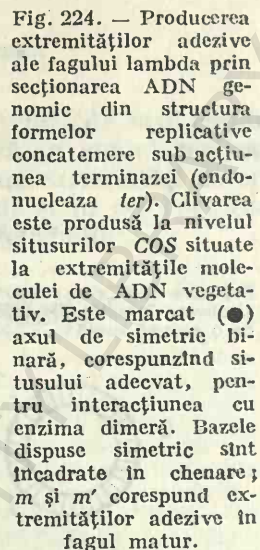 Fig. 224. — Producerea
extremităților adezive
ale fagului lambda prin
secționarea ADN ge-
nomic din structura
formelor replicative
concatemere sub acțiu-
nea terminazei (endo-
nucleaza ter). Clivarea
este produsă la nivelul
situsurilor COS situate
la extremitățile mole-
culei de ADN vegeta-
tiv. Este marcat (●)
axul de simetric bi-
nară, corespunzînd si-
tusului adecvat, pen-
tru interacțiunea cu
enzima dimeră. Bazele
dispuse simetric sînt
încadrate în chenare;
m și m′ corespund ex-
tremităților adezive în
fagul matur.